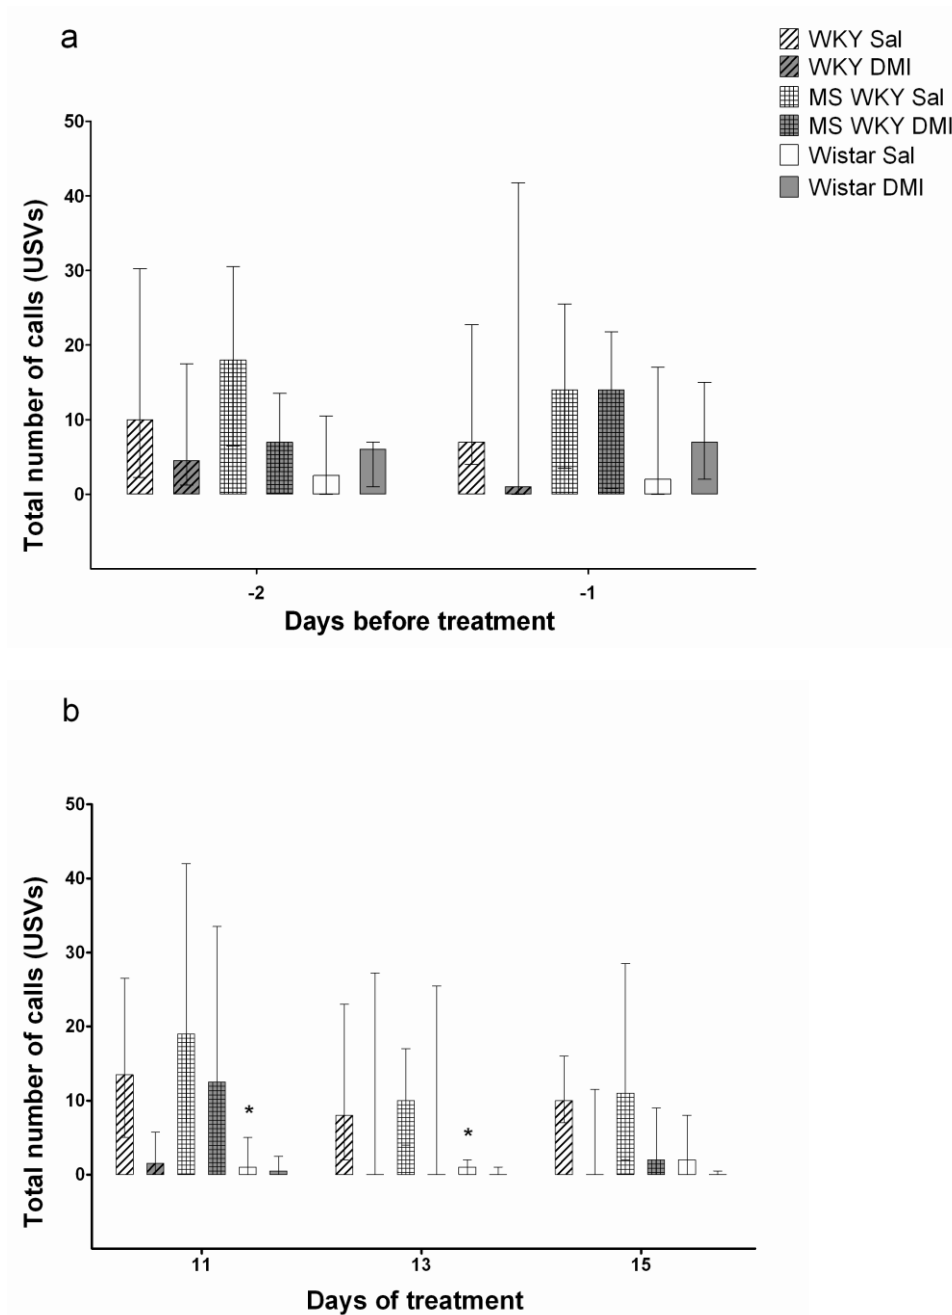 a
WKY Sal
WKY DMI
MS WKY Sal
MS WKY DMI
Wistar Sal
Wistar DMI
Total number of calls (USVs)
50
40
30
20
10
0
-2
-1
Days before treatment
b
Total number of calls (USVs)
50
40
30
20
10
0
*
*
11
13
15
Days of treatment